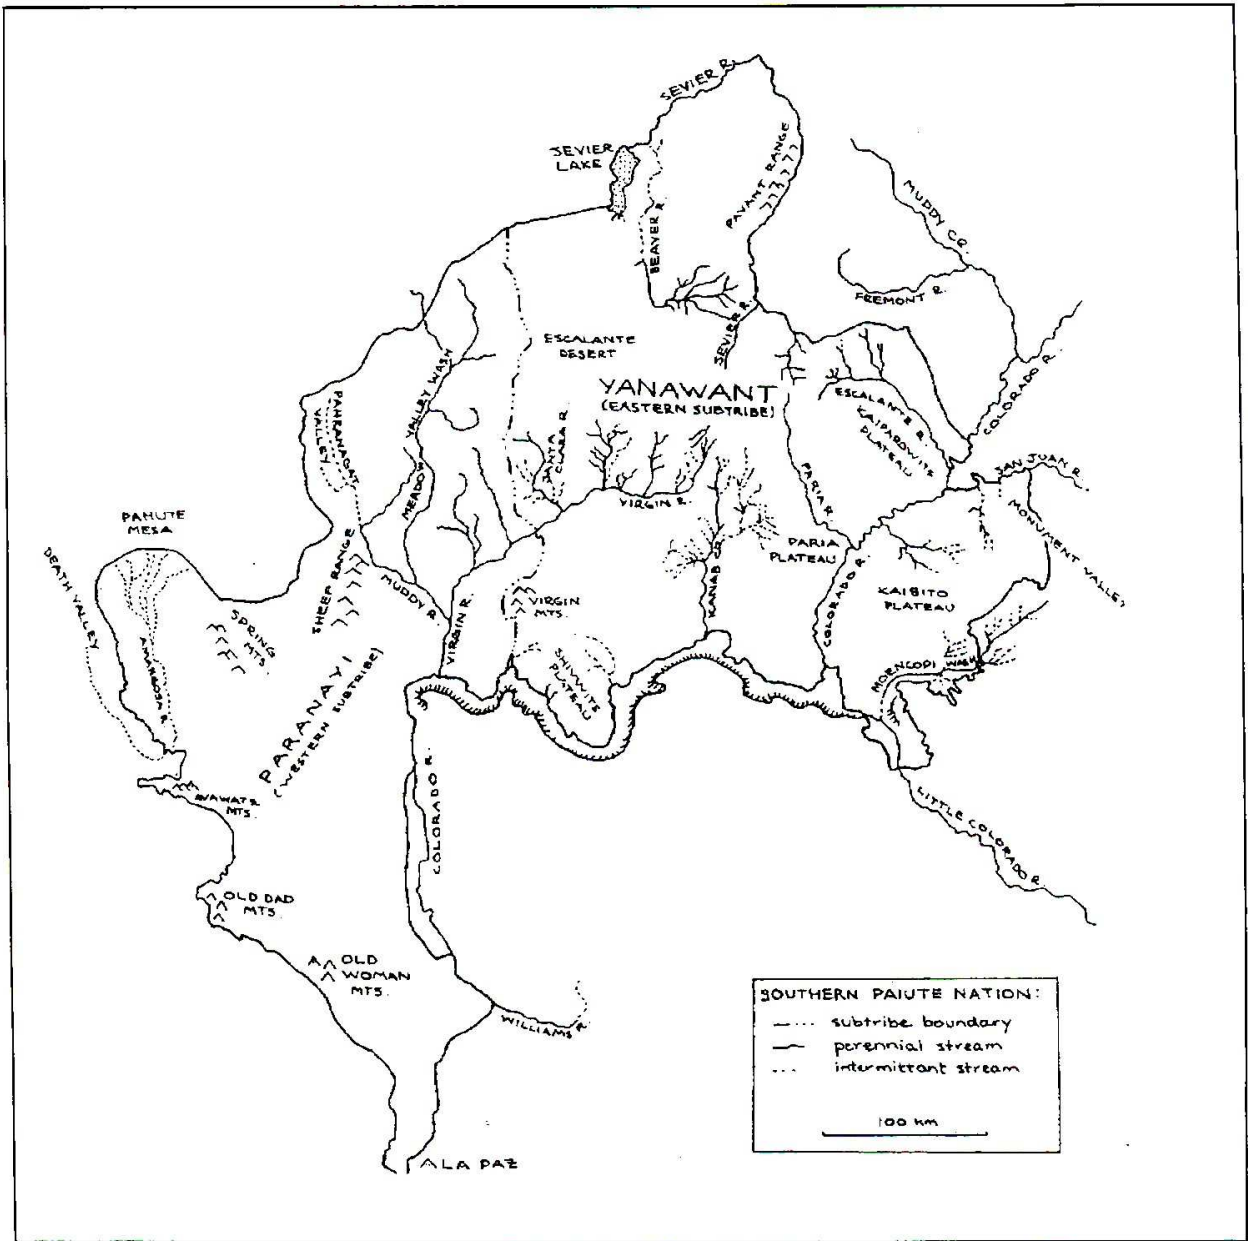 SEVIER R.
SEVIER
LAKE
PAVANT RANGE
BEAVER R.
MUDDY CR.
FREMONT R.
SEVIER R.
COLORADO R.
ESCALANTE
DESERT
YANAWANT
(EASTERN SUBTRIBE)
ESCALANTE R.
KAIPAROWITS
PLATEAU
PAHRANAGAT
VALLEY
MEADOW VALLEY WASH
SANTA
CLARA R.
VIRGIN R.
PARIA R.
SAN JUAN R.
MONUMENT VALLEY
PAHUTE
MESA
DEATH VALLEY
AMARGOSA R.
SPRING
MTS
SHEEP RANGE
MUDDY R.
VIRGIN R.
VIRGIN
MTS.
KANAB CR.
PARIA
PLATEAU
COLORADO R.
KAIBITO
PLATEAU
SHIVWITS
PLATEAU
MOENCOPI WASH
PARANAYI
(WESTERN SUBTRIBE)
AVAWATZ
MTS.
COLORADO R.
LITTLE COLORADO R.
OLD DAD
MTS.
OLD
WOMAN
MTS.
WILLIAMS R.
LA PAZ
SOUTHERN PAIUTE NATION:
subtribe boundary
perennial stream
intermittant stream
100 km